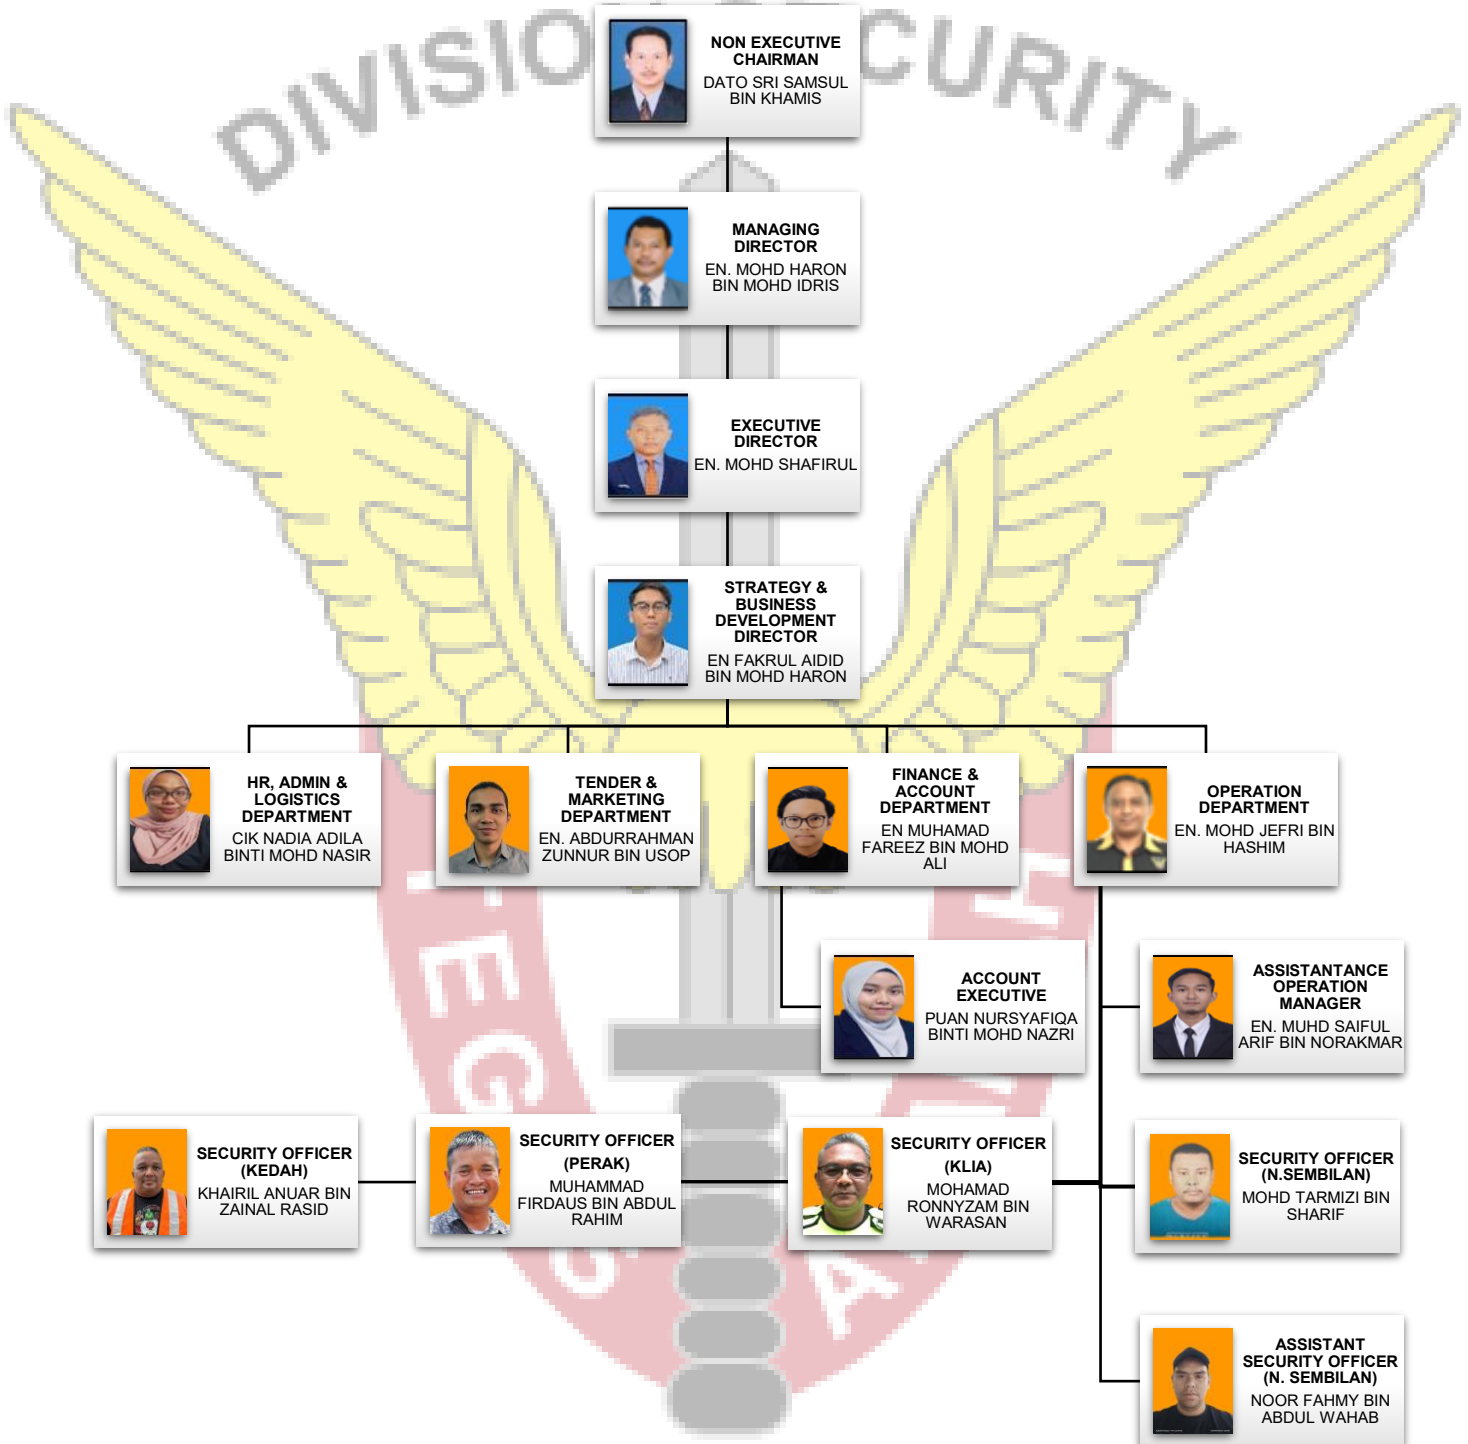 DIVISION SECURITY
NON EXECUTIVE
CHAIRMAN
DATO SRI SAMSUL
BIN KHAMIS
MANAGING
DIRECTOR
EN. MOHD HARON
BIN MOHD IDRIS
EXECUTIVE
DIRECTOR
EN. MOHD SHAFIRUL
STRATEGY &
BUSINESS
DEVELOPMENT
DIRECTOR
EN FAKRUL AIDID
BIN MOHD HARON
HR, ADMIN &
LOGISTICS
DEPARTMENT
CIK NADIA ADILA
BINTI MOHD NASIR
TENDER &
MARKETING
DEPARTMENT
EN. ABDURRAHMAN
ZUNNUR BIN USOP
FINANCE &
ACCOUNT
DEPARTMENT
EN MUHAMAD
FAREEZ BIN MOHD
ALI
OPERATION
DEPARTMENT
EN. MOHD JEFRI BIN
HASHIM
ACCOUNT
EXECUTIVE
PUAN NURSYAFIQA
BINTI MOHD NAZRI
ASSISTANTANCE
OPERATION
MANAGER
EN. MUHD SAIFUL
ARIF BIN NORAKMAR
SECURITY OFFICER
(KEDAH)
KHAIRIL ANUAR BIN
ZAINAL RASID
SECURITY OFFICER
(PERAK)
MUHAMMAD
FIRDAUS BIN ABDUL
RAHIM
SECURITY OFFICER
(KLIA)
MOHAMAD
RONNYZAM BIN
WARASAN
SECURITY OFFICER
(N.SEMBILAN)
MOHD TARMIZI BIN
SHARIF
ASSISTANT
SECURITY OFFICER
(N. SEMBILAN)
NOOR FAHMY BIN
ABDUL WAHAB